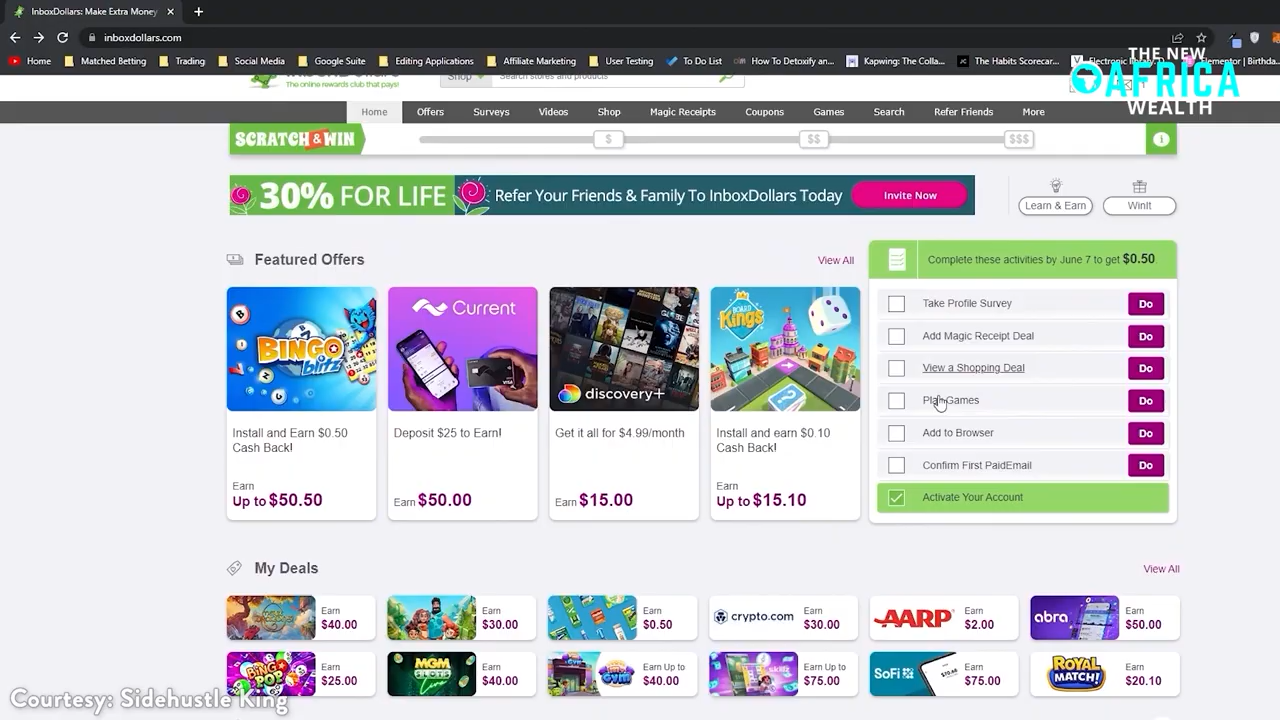 InboxDollars: Make Extra Money
inboxdollars.com
Home
Matched Betting
Trading
Social Media
Google Suite
Editing Applications
Affiliate Marketing
User Testing
To Do List
How To Detoxify an...
Kapwing: The Colla...
The Habits Scorecar...
THE NEW
AFRICA
WEALTH
The online rewards club that pays!
Shop
Search stores and products
Home
Offers
Surveys
Videos
Shop
Magic Receipts
Coupons
Games
Search
Refer Friends
More
SCRATCH & WIN
$
$$
$$$
30% FOR LIFE
Refer Your Friends & Family To InboxDollars Today
Invite Now
Learn & Earn
WinIt
Featured Offers
View All
BINGO
blitz
Current
discovery+
BOARD
Kings
Install and Earn $0.50
Cash Back!
Earn
Up to $50.50
Deposit $25 to Earn!
Earn $50.00
Get it all for $4.99/month
Earn $15.00
Install and earn $0.10
Cash Back!
Earn
Up to $15.10
Complete these activities by June 7 to get $0.50
Take Profile Survey
Do
Add Magic Receipt Deal
Do
View a Shopping Deal
Do
Play Games
Do
Add to Browser
Do
Confirm First PaidEmail
Do
Activate Your Account
My Deals
View All
Earn
$40.00
Earn
$30.00
Earn
$0.50
crypto.com
Earn
$30.00
AARP
Earn
$2.00
abra
Earn
$50.00
BINGO
POP
Earn
$25.00
MGM
Live
Earn
$40.00
GYM
Earn Up to
$40.00
Earn Up to
$75.00
SoFi
Earn
$75.00
ROYAL
MATCH!
Earn
$20.10
Courtesy: Sidehustle King